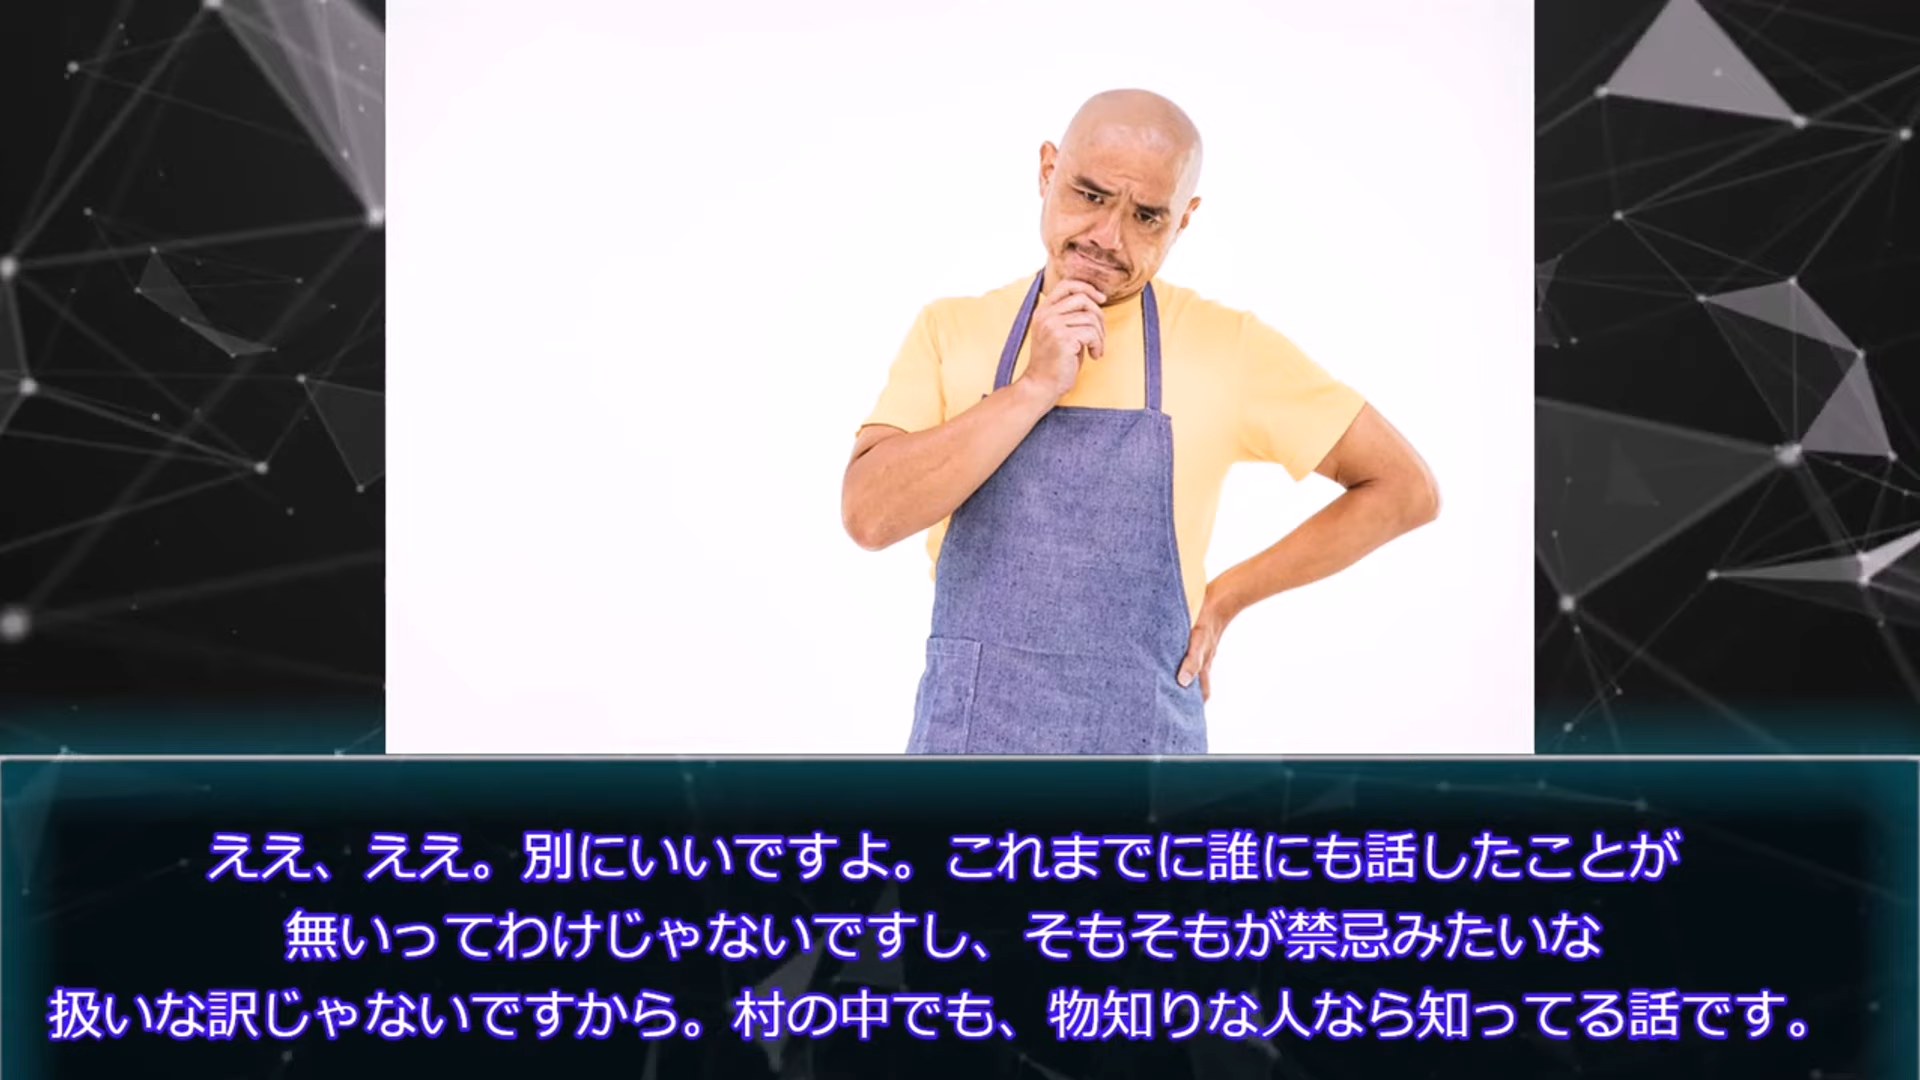 ええ、ええ。別にいいですよ。これまでに誰にも話したことが
無いってわけじゃないですし、そもそもが禁忌みたいな
扱いな訳じゃないですから。村の中でも、物知りな人なら知ってる話です。